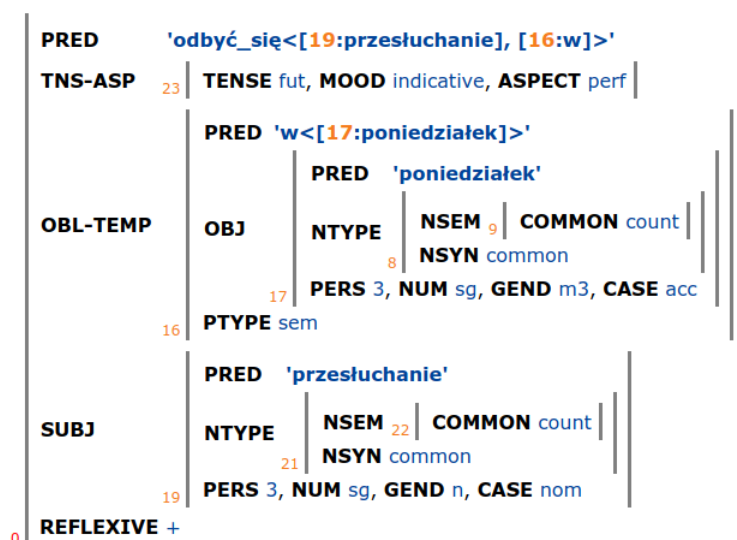 PRED 'odbyć_się<[19:przesłuchanie], [16:w]>'
TNS-ASP 23 TENSE fut, MOOD indicative, ASPECT perf
PRED 'w<[17:poniedziałek]>'
PRED 'poniedziałek'
OBL-TEMP OBJ NTYPE 8 NSEM 9 COMMON count
NSYN common
17 PERS 3, NUM sg, GEND m3, CASE acc
16 PTYPE sem
PRED 'przesłuchanie'
SUBJ NTYPE 21 NSEM 22 COMMON count
NSYN common
19 PERS 3, NUM sg, GEND n, CASE nom
0 REFLEXIVE +